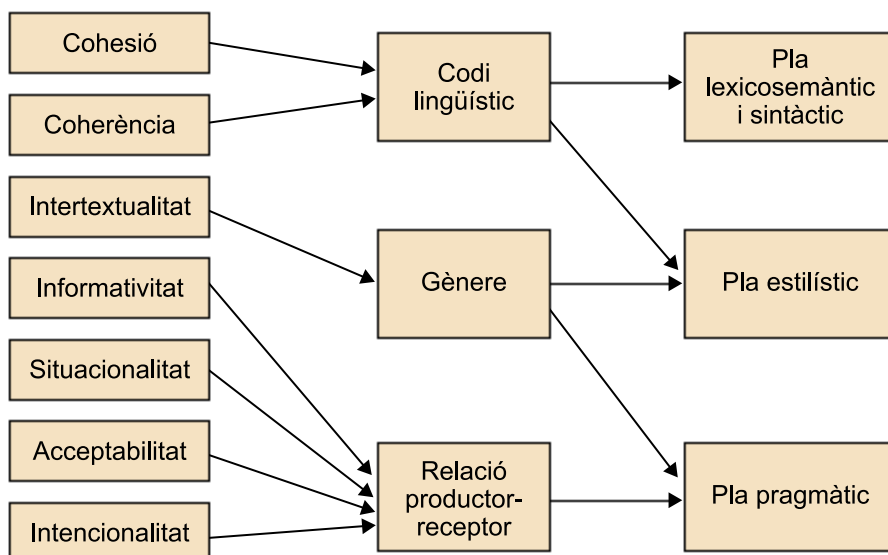 Cohesió
Coherència
Intertextualitat
Informativitat
Situacionalitat
Acceptabilitat
Intencionalitat
Codi
lingüístic
Gènere
Relació
productor-
receptor
Pla
lexicosemàntic
i sintàctic
Pla estilístic
Pla pragmàtic